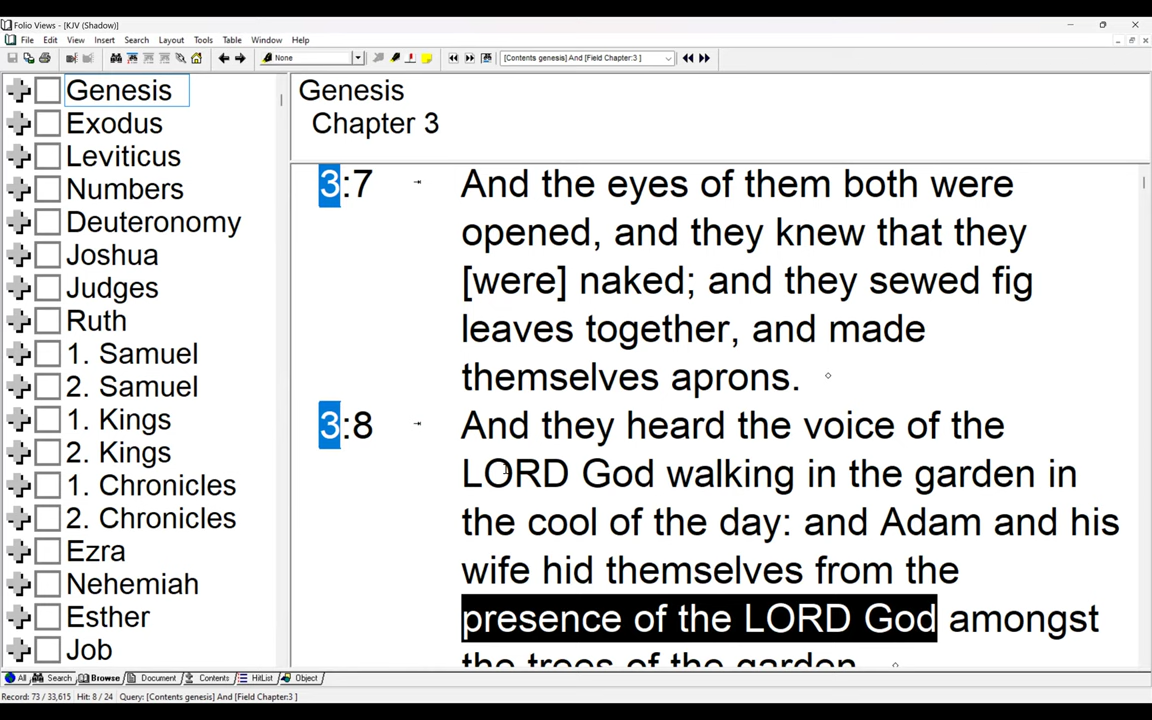 Folio Views - [KJV (Shadow)]
File Edit View Insert Search Layout Tools Table Window Help
None
[Contents genesis] And [Field Chapter:3 ]
Genesis
Exodus
Leviticus
Numbers
Deuteronomy
Joshua
Judges
Ruth
1. Samuel
2. Samuel
1. Kings
2. Kings
1. Chronicles
2. Chronicles
Ezra
Nehemiah
Esther
Job
Genesis
Chapter 3
3:7 And the eyes of them both were
opened, and they knew that they
[were] naked; and they sewed fig
leaves together, and made
themselves aprons.
3:8 And they heard the voice of the
LORD God walking in the garden in
the cool of the day: and Adam and his
wife hid themselves from the
presence of the LORD God amongst
the trees of the garden.
All Search Browse Document Contents HitList Object
Record: 73 / 33,615 Hit: 8 / 24 Query: [Contents genesis] And [Field Chapter:3 ]